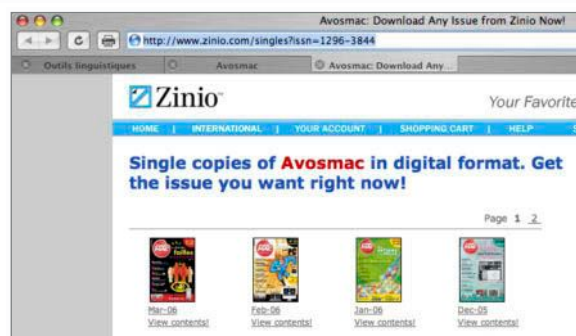 Avosmac: Download Any Issue from Zinio Now!
http://www.zinio.com/singles?issn=1296-3844
Outils linguistiques
Avosmac
Avosmac: Download Any...
Zinio™
Your Favorite
HOME | INTERNATIONAL | YOUR ACCOUNT | SHOPPING CART | HELP
Single copies of Avosmac in digital format. Get
the issue you want right now!
Page 1 2
Mar-06 Feb-06 Jan-06 Dec-05
View contents! View contents! View contents! View contents!